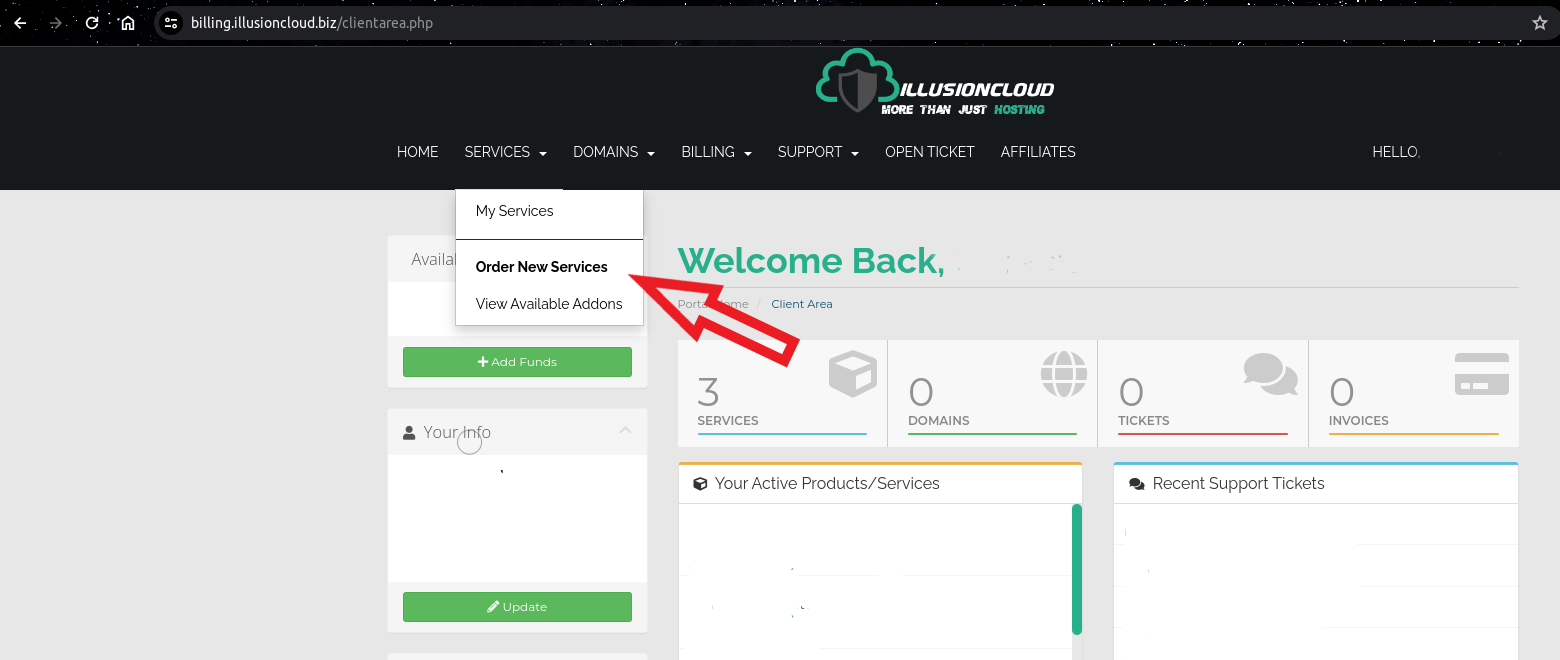 billing.illusioncloud.biz/clientarea.php
ILLUSIONCLOUD
MORE THAN JUST HOSTING
HOME SERVICES DOMAINS BILLING SUPPORT OPEN TICKET AFFILIATES HELLO,
My Services
Order New Services
View Available Addons
Availa
Add Funds
Your Info
Update
Welcome Back,
Portal Home / Client Area
3
SERVICES
0
DOMAINS
0
TICKETS
0
INVOICES
Your Active Products/Services
Recent Support Tickets